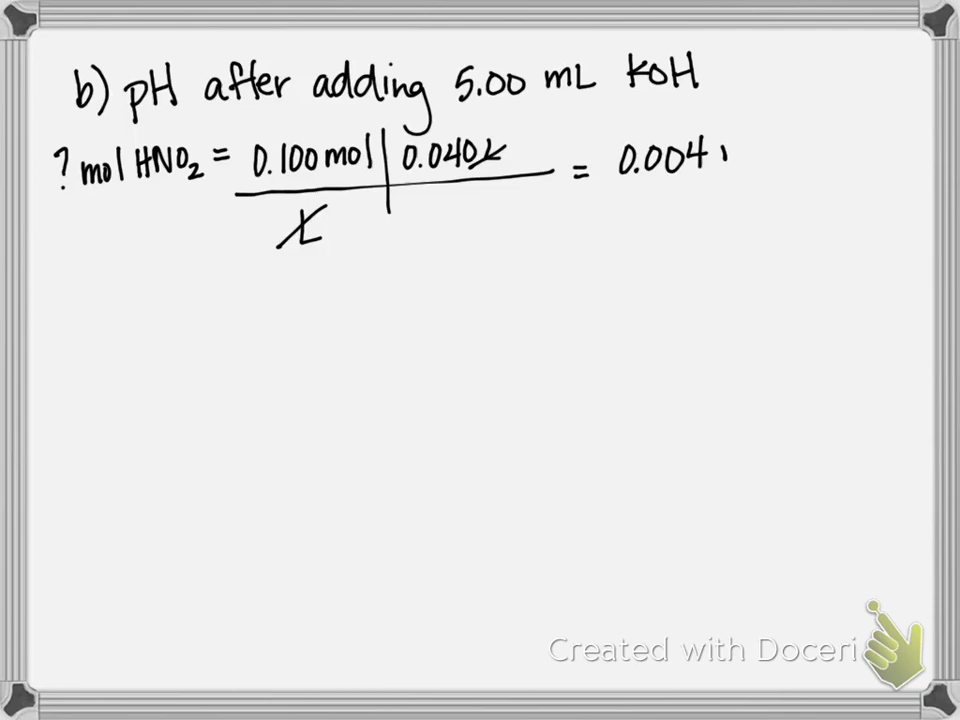 b) pH after adding 5.00 mL KOH
? mol HNO₂ = 0.100 mol | 0.040 L = 0.004
L
Created with Doceri